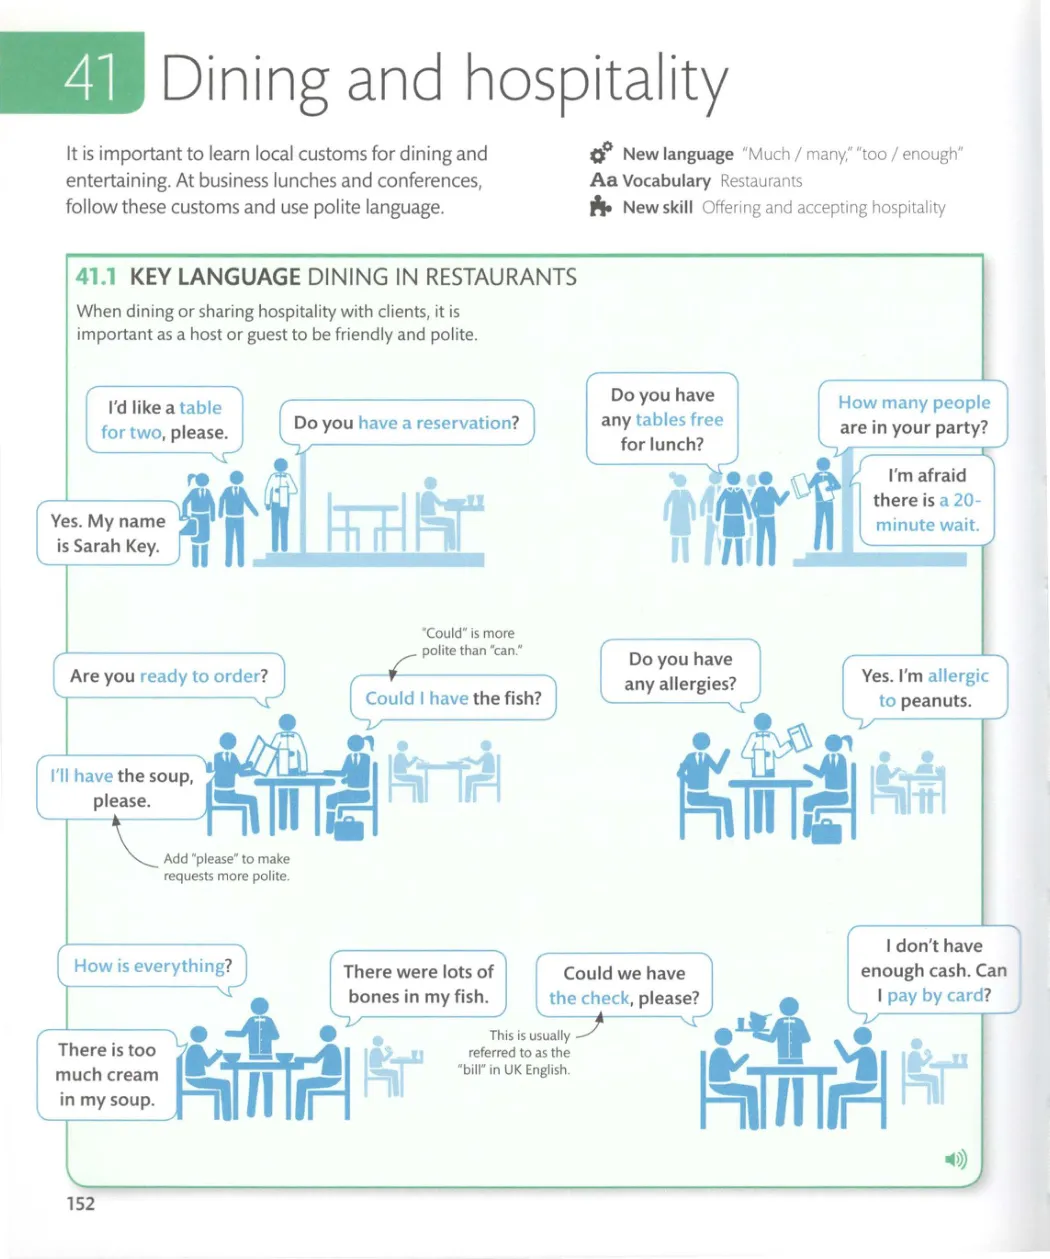 41 Dining and hospitality
It is important to learn local customs for dining and
entertaining. At business lunches and conferences,
follow these customs and use polite language.
New language "Much / many," "too / enough"
Aa Vocabulary Restaurants
New skill Offering and accepting hospitality
41.1 KEY LANGUAGE DINING IN RESTAURANTS
When dining or sharing hospitality with clients, it is
important as a host or guest to be friendly and polite.
I'd like a table
for two, please.
Do you have a reservation?
Yes. My name
is Sarah Key.
Do you have
any tables free
for lunch?
How many people
are in your party?
I'm afraid
there is a 20-
minute wait.
Are you ready to order?
"Could" is more
polite than "can."
Could I have the fish?
I'll have the soup,
please.
Add "please" to make
requests more polite.
Do you have
any allergies?
Yes. I'm allergic
to peanuts.
How is everything?
There were lots of
bones in my fish.
There is too
much cream
in my soup.
Could we have
the check, please?
This is usually
referred to as the
"bill" in UK English.
I don't have
enough cash. Can
I pay by card?
152